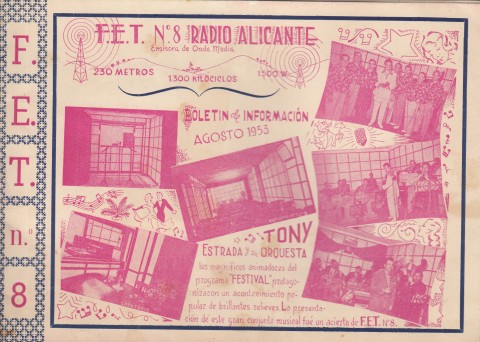 F.E.T. Nº 8 RADIO ALICANTE
Emisora de Onda Media
230 METROS
1300 KILOCICLOS
1500 W.
BOLETIN de INFORMACIÓN
AGOSTO 1953
TONY
ESTRADA y su ORQUESTA
los magníficos animadores del
programa "FESTIVAL" protago-
nizaron un acontecimiento po-
pular de brillantes relieves. La presenta-
ción de este gran conjunto musical fué un acierto de F.E.T. Nº 8.
F.
E.
T.
n.º
8